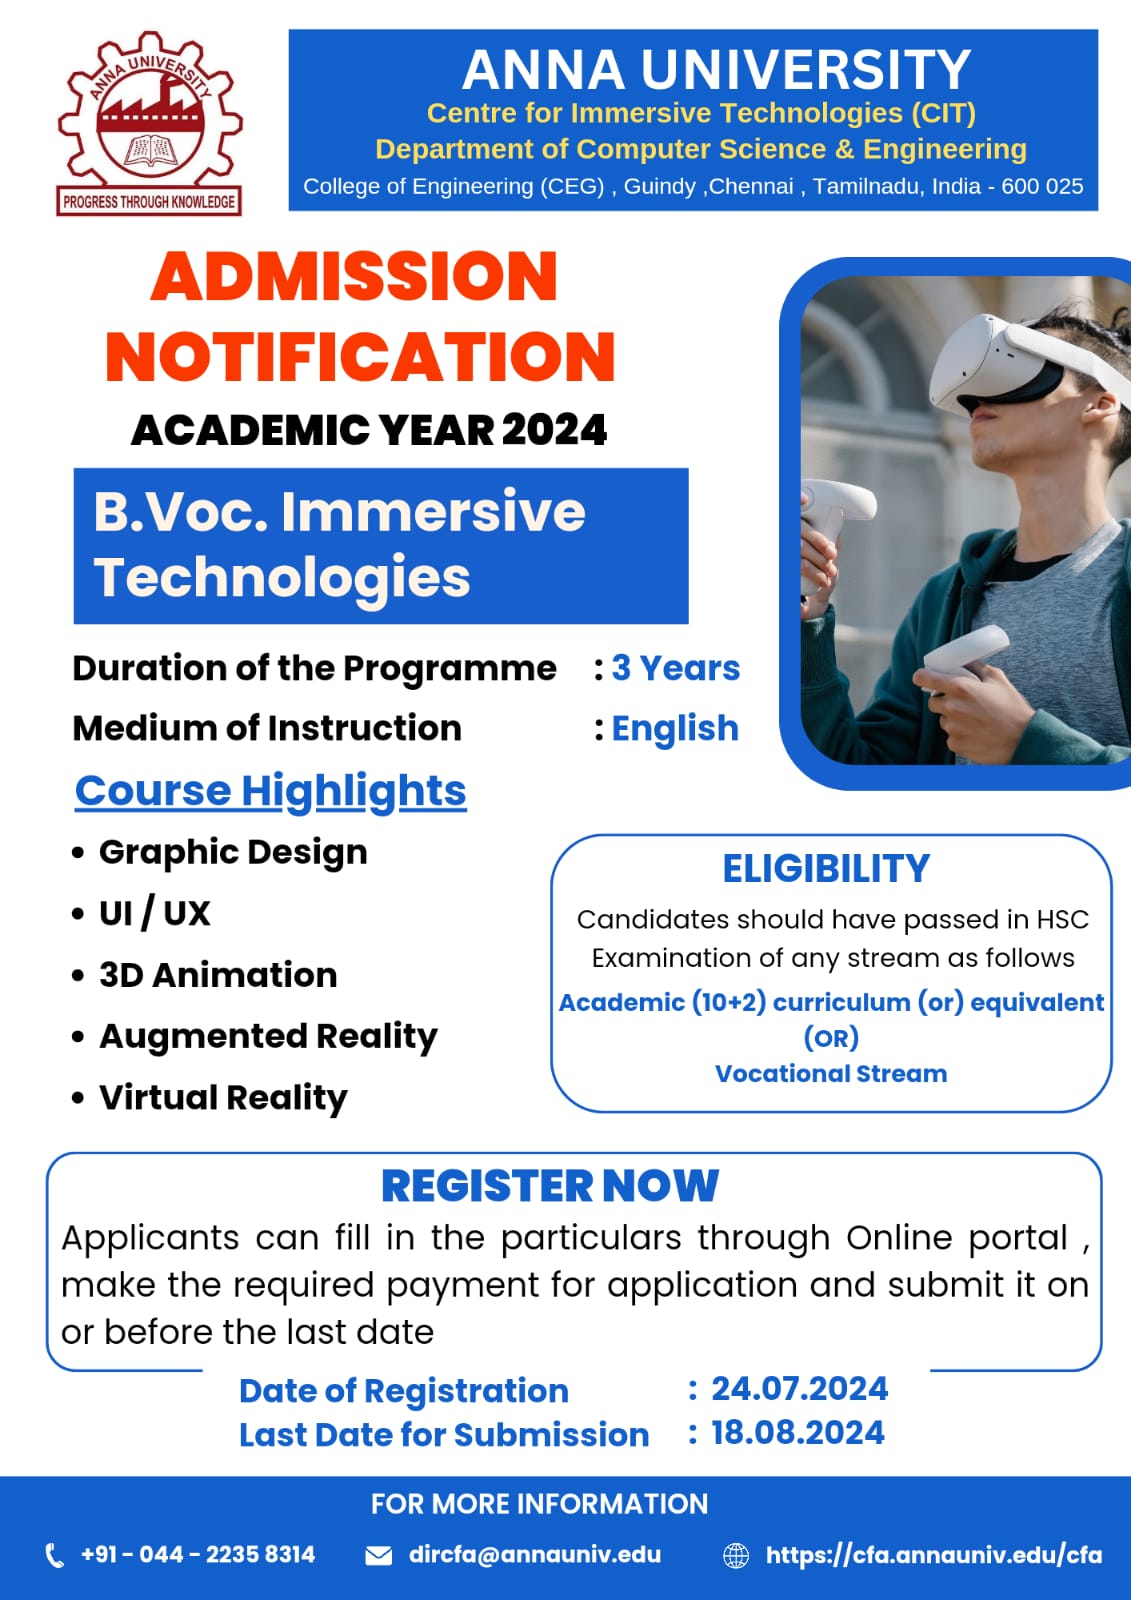 ANNA UNIVERSITY
PROGRESS THROUGH KNOWLEDGE
ANNA UNIVERSITY
Centre for Immersive Technologies (CIT)
Department of Computer Science & Engineering
College of Engineering (CEG) , Guindy ,Chennai , Tamilnadu, India - 600 025
ADMISSION
NOTIFICATION
ACADEMIC YEAR 2024
B.Voc. Immersive
Technologies
Duration of the Programme : 3 Years
Medium of Instruction : English
Course Highlights
• Graphic Design
• UI / UX
• 3D Animation
• Augmented Reality
• Virtual Reality
ELIGIBILITY
Candidates should have passed in HSC
Examination of any stream as follows
Academic (10+2) curriculum (or) equivalent
(OR)
Vocational Stream
REGISTER NOW
Applicants can fill in the particulars through Online portal ,
make the required payment for application and submit it on
or before the last date
Date of Registration : 24.07.2024
Last Date for Submission : 18.08.2024
FOR MORE INFORMATION
+91 - 044 - 2235 8314 dircfa@annauniv.edu https://cfa.annauniv.edu/cfa